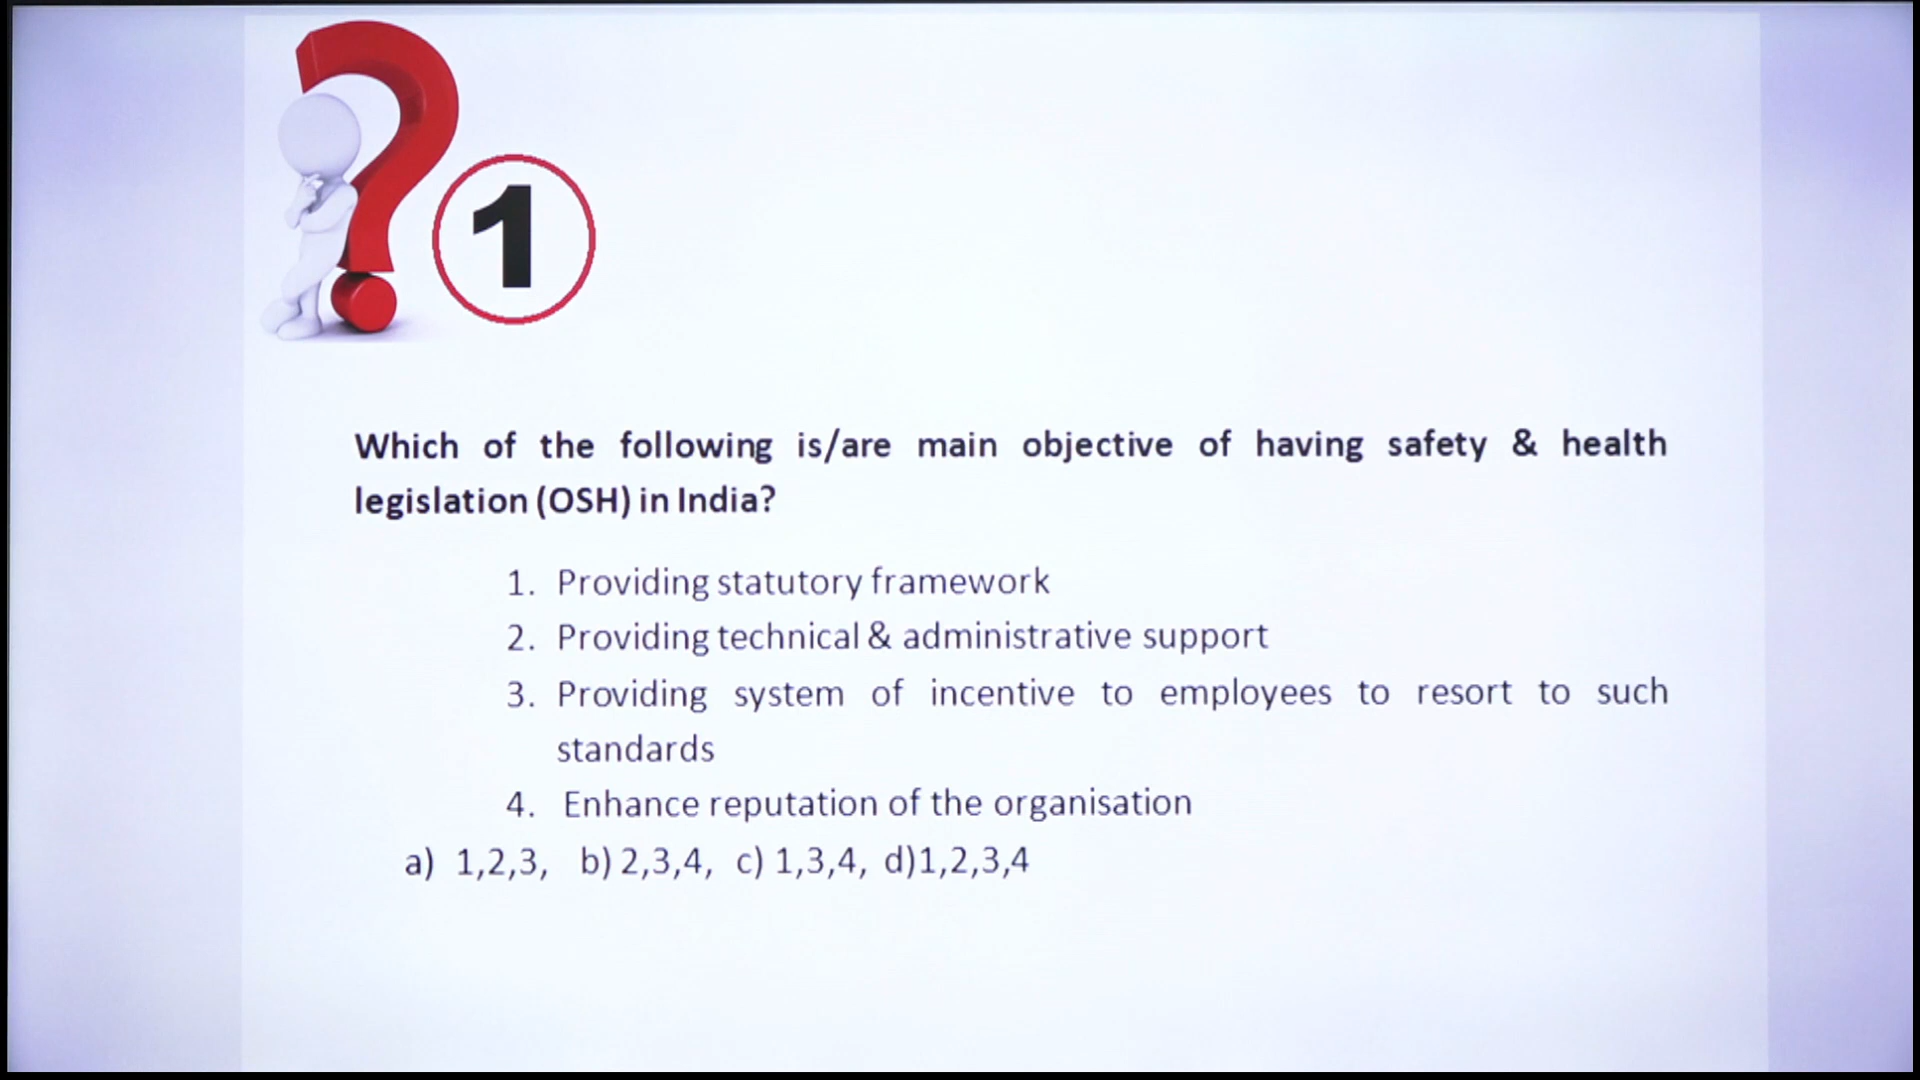 1
Which of the following is/are main objective of having safety & health
legislation (OSH) in India?
1. Providing statutory framework
2. Providing technical & administrative support
3. Providing system of incentive to employees to resort to such
standards
4. Enhance reputation of the organisation
a) 1,2,3, b) 2,3,4, c) 1,3,4, d)1,2,3,4